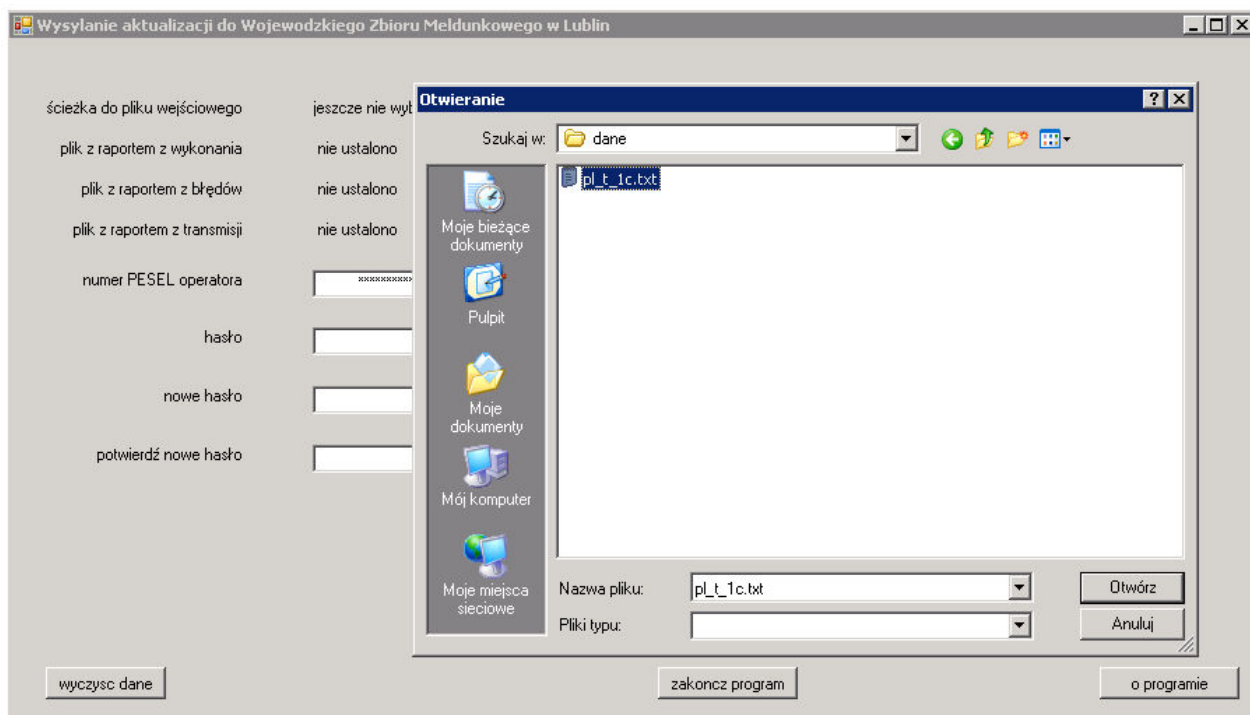 Wysylanie aktualizacji do Wojewodzkiego Zbioru Meldunkowego w Lublin
ścieżka do pliku wejściowego
jeszcze nie wyb
plik z raportem z wykonania
nie ustalono
plik z raportem z błędów
nie ustalono
plik z raportem z transmisji
nie ustalono
numer PESEL operatora
××××××××××
hasło
nowe hasło
potwierdź nowe hasło
Otwieranie
Szukaj w:
dane
pl_t_1c.txt
Moje bieżące
dokumenty
Pulpit
Moje
dokumenty
Mój komputer
Moje miejsca
sieciowe
Nazwa pliku:
pl_t_1c.txt
Otwórz
Pliki typu:
Anuluj
wyczysc dane
zakoncz program
o programie